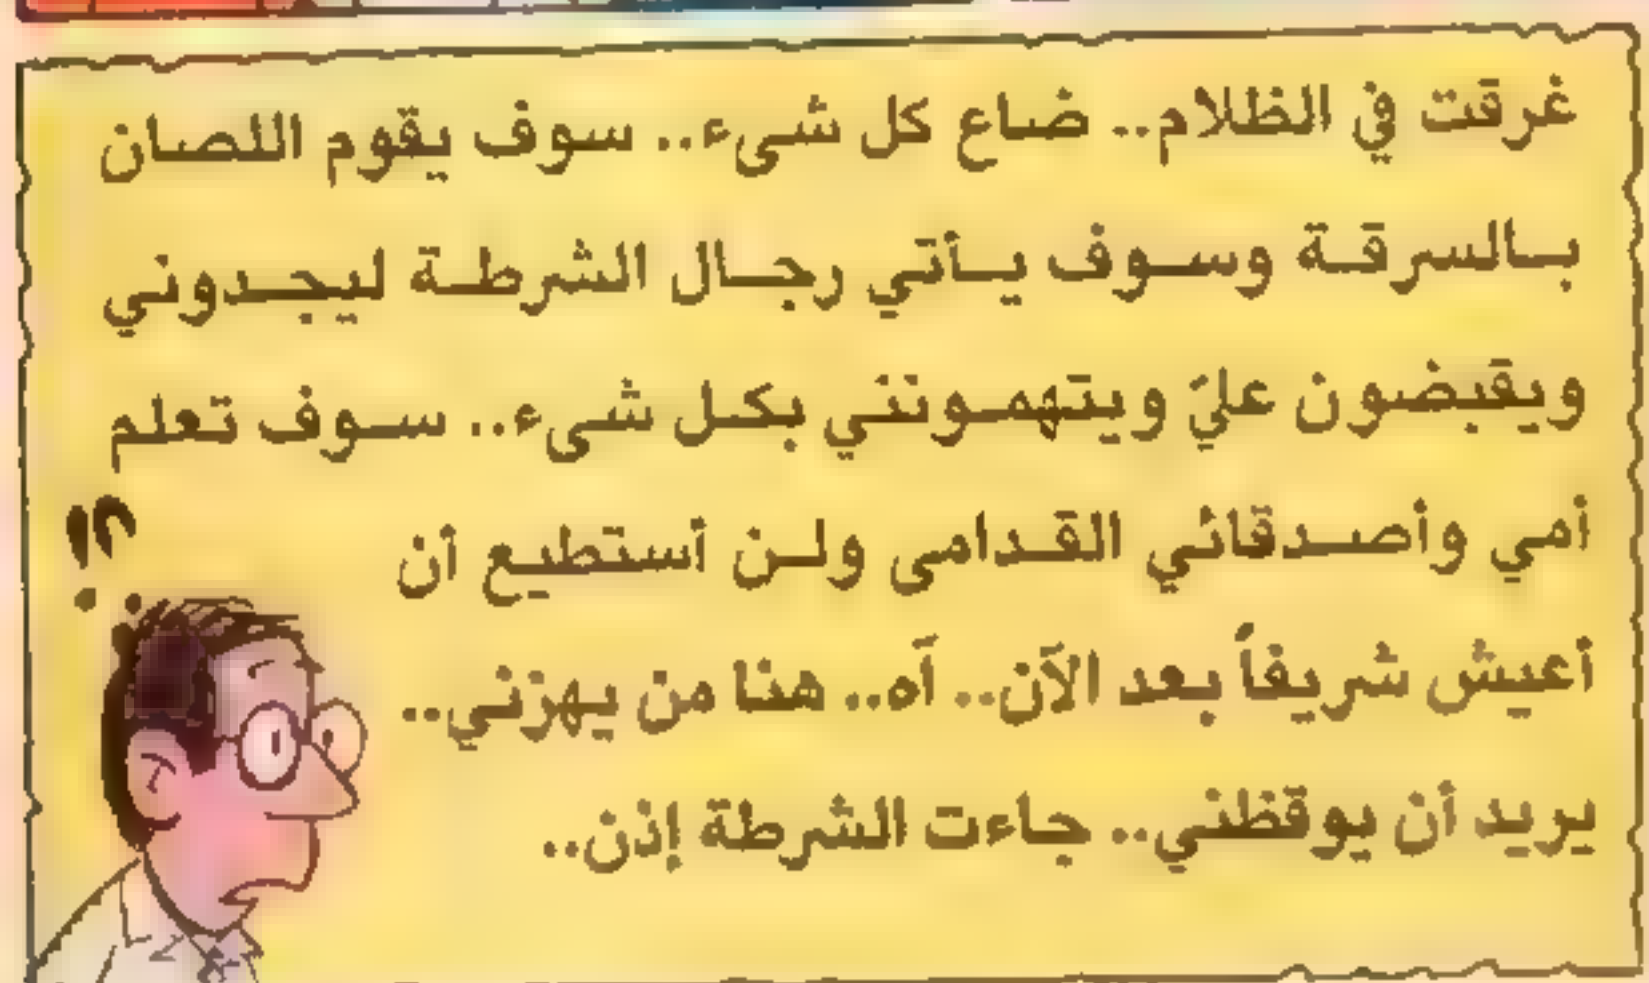 غرقت في الظلام.. ضاع كل شىء.. سوف يقوم اللصان
بالسرقة وسوف يأتي رجال الشرطة ليجدوني
ويقبضون عليّ ويتهمونني بكل شىء.. سوف تعلم
أمي وأصدقائي القدامى ولن أستطيع أن
أعيش شريفاً بعد الآن.. آه.. هنا من يهزني..
يريد أن يوقظني.. جاءت الشرطة إذن..
؟!